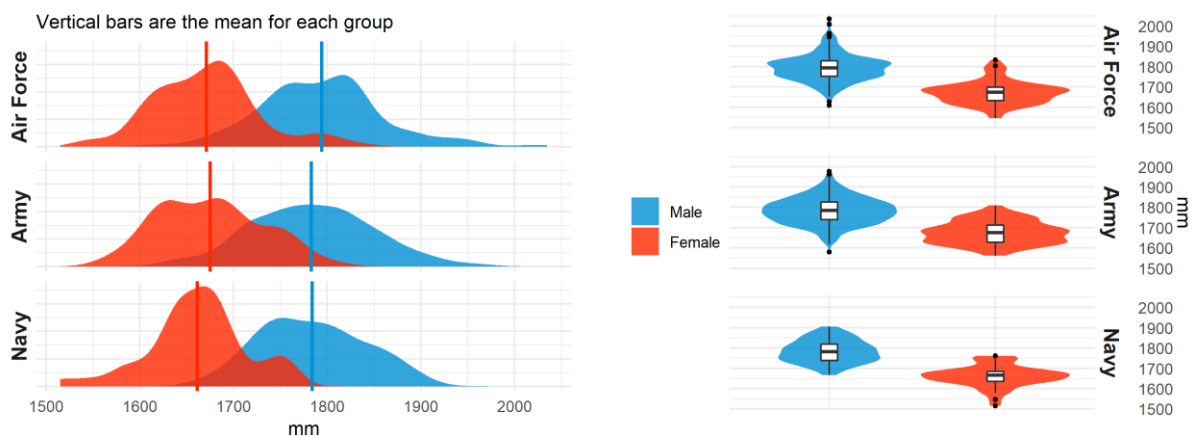 Vertical bars are the mean for each group
Air Force
Army
Navy
1500 1600 1700 1800 1900 2000
mm
Male
Female
Air Force
2000
1900
1800
1700
1600
1500
Army
2000
1900
1800
1700
1600
1500
mm
Navy
2000
1900
1800
1700
1600
1500